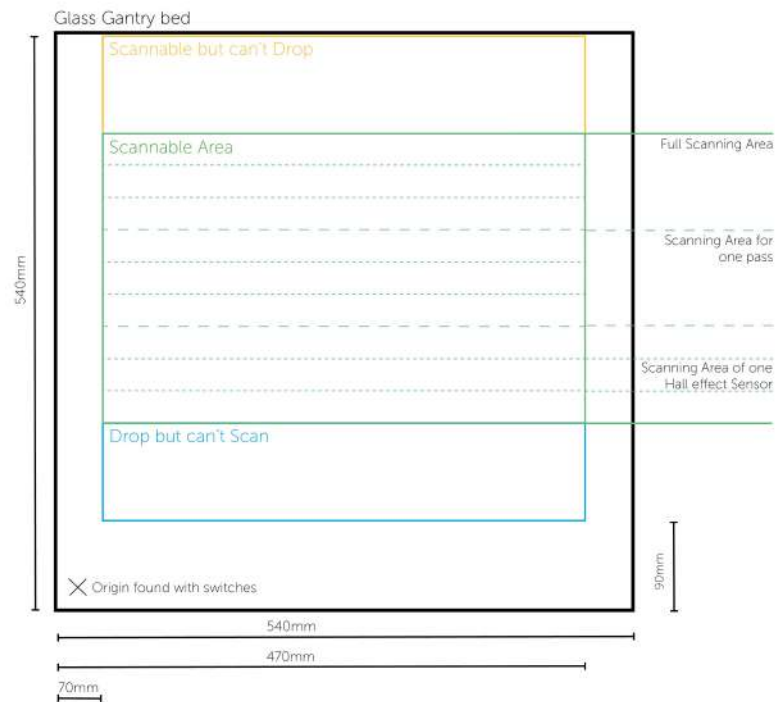 Glass Gantry bed
Scannable but can't Drop
Scannable Area
Full Scanning Area
Scanning Area for
one pass
540mm
Scanning Area of one
Hall effect Sensor
Drop but can't Scan
90mm
Origin found with switches
540mm
470mm
70mm